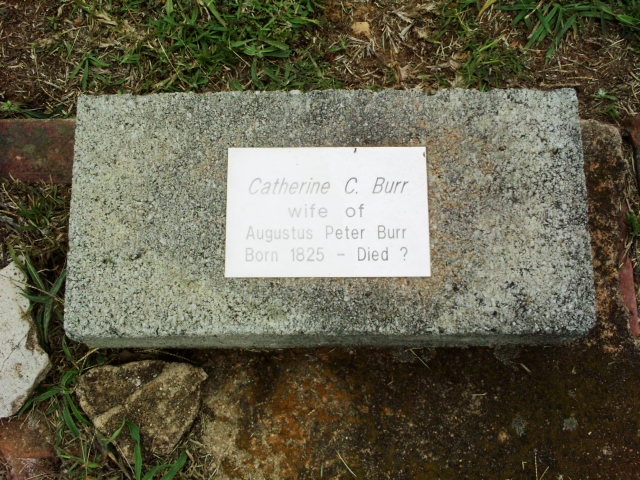 Catherine C. Burr
wife of
Augustus Peter Burr
Born 1825 - Died ?